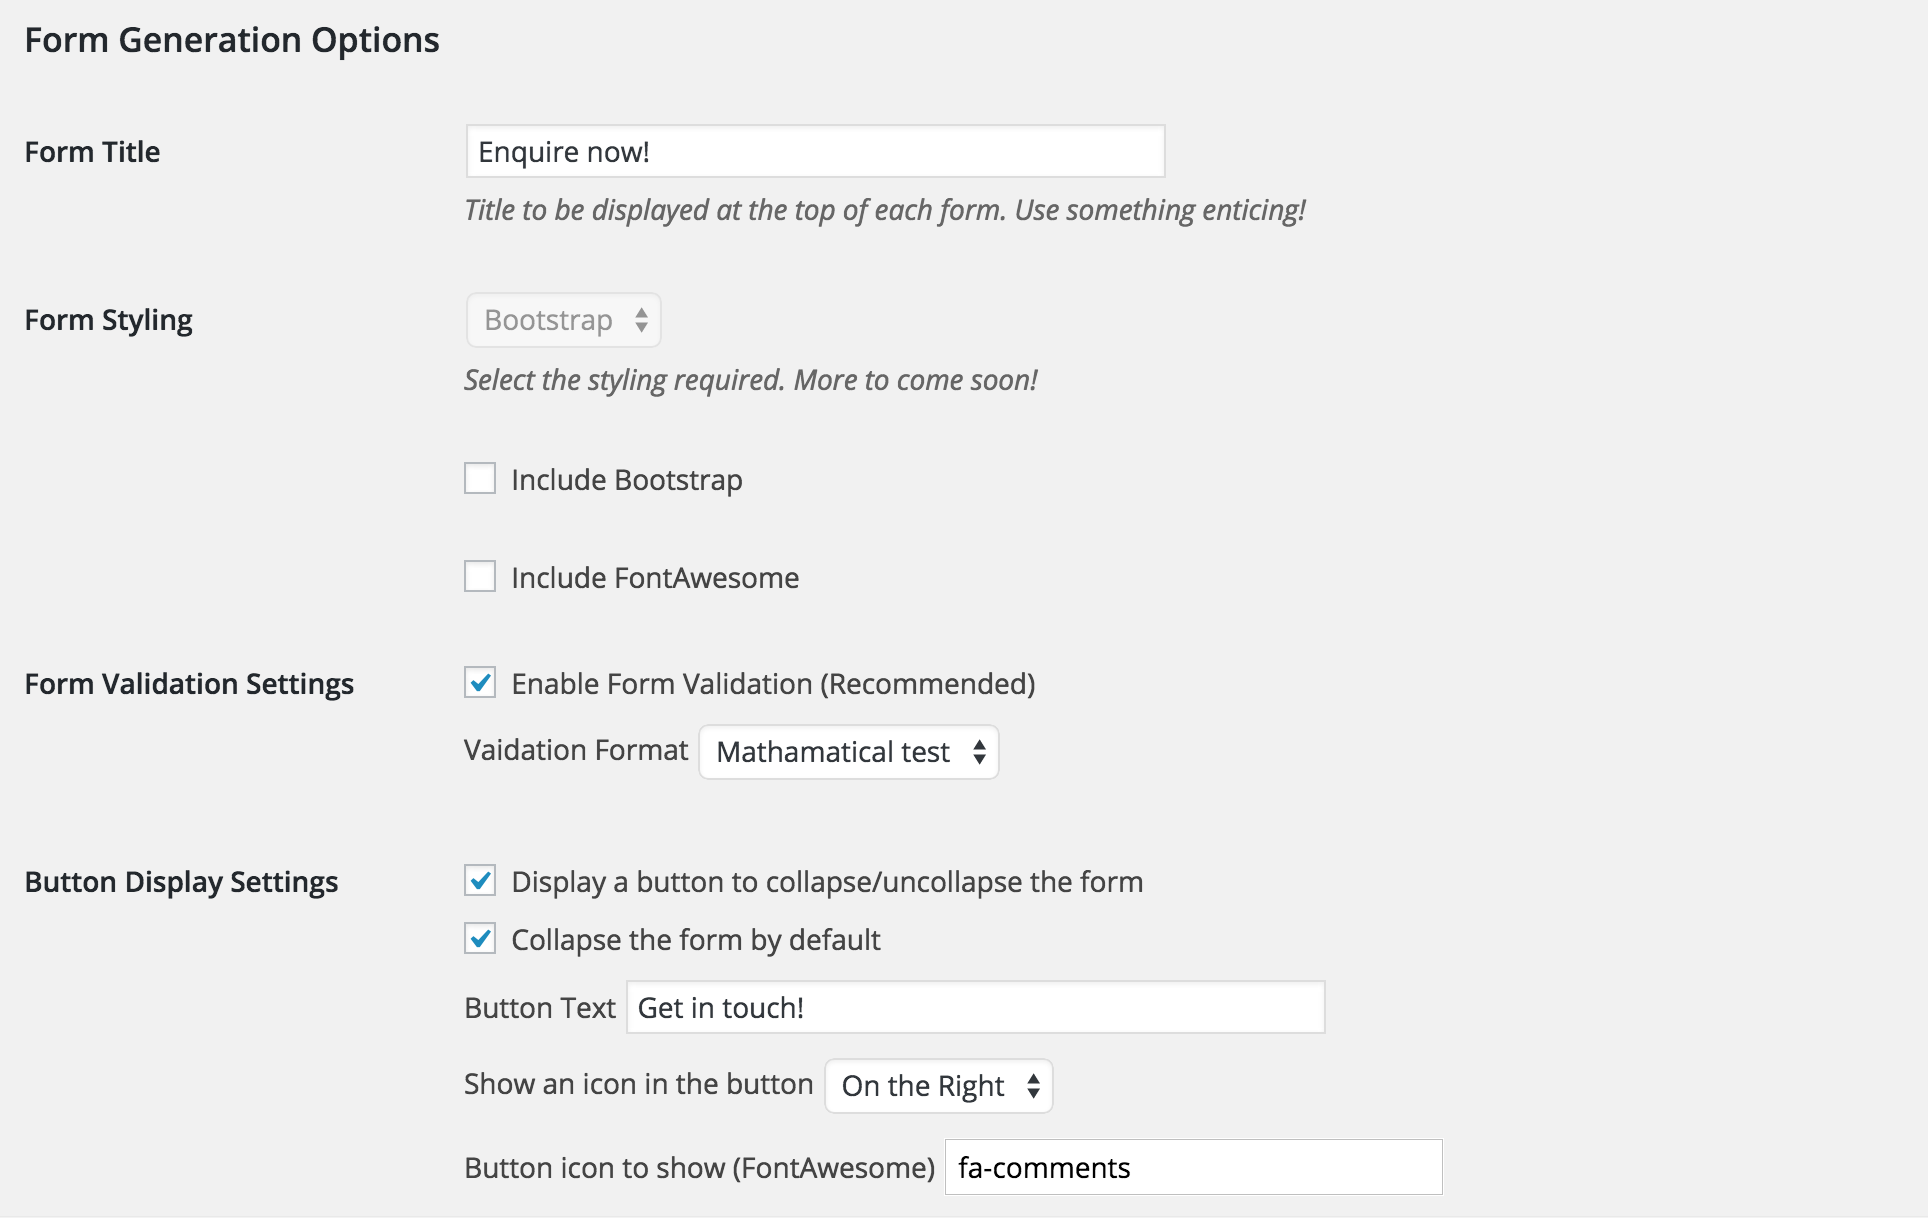 Form Generation Options
Form Title
Enquire now!
Title to be displayed at the top of each form. Use something enticing!
Form Styling
Bootstrap
Select the styling required. More to come soon!
Include Bootstrap
Include FontAwesome
Form Validation Settings
Enable Form Validation (Recommended)
Vaidation Format Mathamatical test
Button Display Settings
Display a button to collapse/uncollapse the form
Collapse the form by default
Button Text Get in touch!
Show an icon in the button On the Right
Button icon to show (FontAwesome) fa-comments